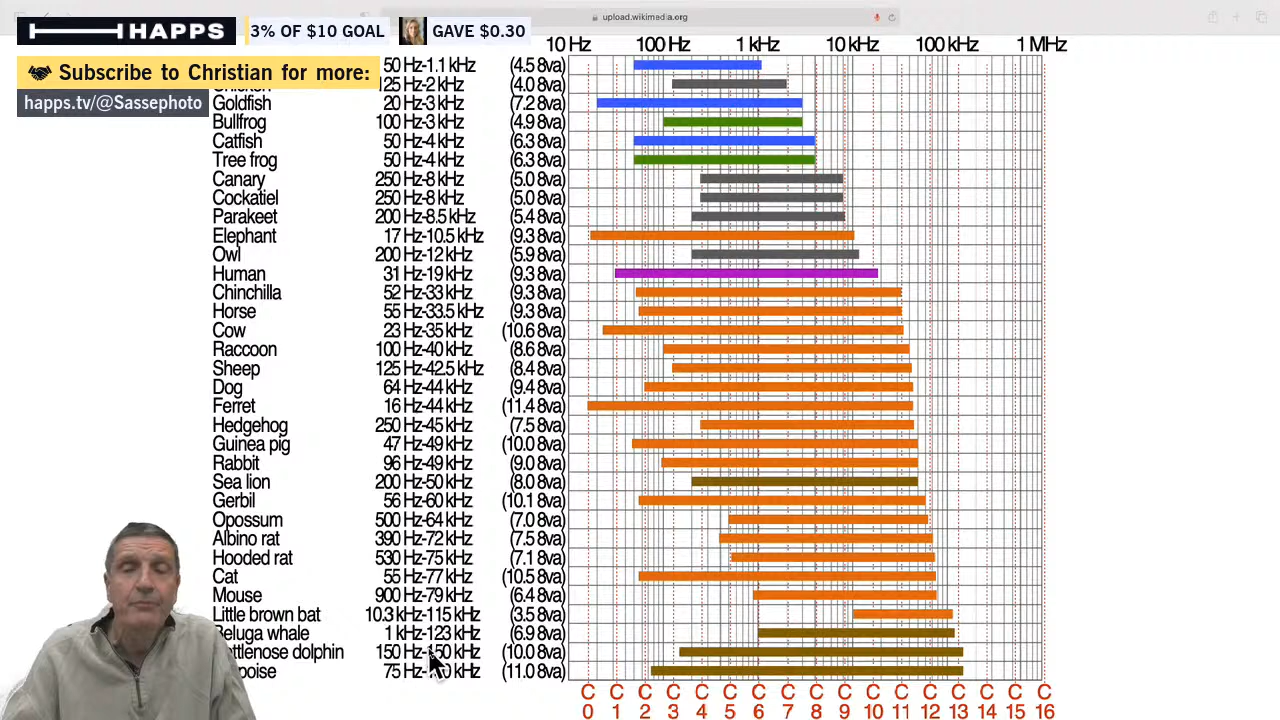 upload.wikimedia.org
HAPPS
3% OF $10 GOAL
GAVE $0.30
Subscribe to Christian for more:
happs.tv/@Sassephoto
10 Hz 100 Hz 1 kHz 10 kHz 100 kHz 1 MHz
50 Hz-1.1 kHz (4.5 8va)
125 Hz-2 kHz (4.0 8va)
Goldfish 20 Hz-3 kHz (7.2 8va)
Bullfrog 100 Hz-3 kHz (4.9 8va)
Catfish 50 Hz-4 kHz (6.3 8va)
Tree frog 50 Hz-4 kHz (6.3 8va)
Canary 250 Hz-8 kHz (5.0 8va)
Cockatiel 250 Hz-8 kHz (5.0 8va)
Parakeet 200 Hz-8.5 kHz (5.4 8va)
Elephant 17 Hz-10.5 kHz (9.3 8va)
Owl 200 Hz-12 kHz (5.9 8va)
Human 31 Hz-19 kHz (9.3 8va)
Chinchilla 52 Hz-33 kHz (9.3 8va)
Horse 55 Hz-33.5 kHz (9.3 8va)
Cow 23 Hz-35 kHz (10.6 8va)
Raccoon 100 Hz-40 kHz (8.6 8va)
Sheep 125 Hz-42.5 kHz (8.4 8va)
Dog 64 Hz-44 kHz (9.4 8va)
Ferret 16 Hz-44 kHz (11.4 8va)
Hedgehog 250 Hz-45 kHz (7.5 8va)
Guinea pig 47 Hz-49 kHz (10.0 8va)
Rabbit 96 Hz-49 kHz (9.0 8va)
Sea lion 200 Hz-50 kHz (8.0 8va)
Gerbil 56 Hz-60 kHz (10.1 8va)
Opossum 500 Hz-64 kHz (7.0 8va)
Albino rat 390 Hz-72 kHz (7.5 8va)
Hooded rat 530 Hz-75 kHz (7.1 8va)
Cat 55 Hz-77 kHz (10.5 8va)
Mouse 900 Hz-79 kHz (6.4 8va)
Little brown bat 10.3 kHz-115 kHz (3.5 8va)
Beluga whale 1 kHz-123 kHz (6.9 8va)
dolphin 150 Hz-150 kHz (10.0 8va)
75 Hz- kHz (11.0 8va)
C C C C C C C C C C C C C C C C C
0 1 2 3 4 5 6 7 8 9 10 11 12 13 14 15 16